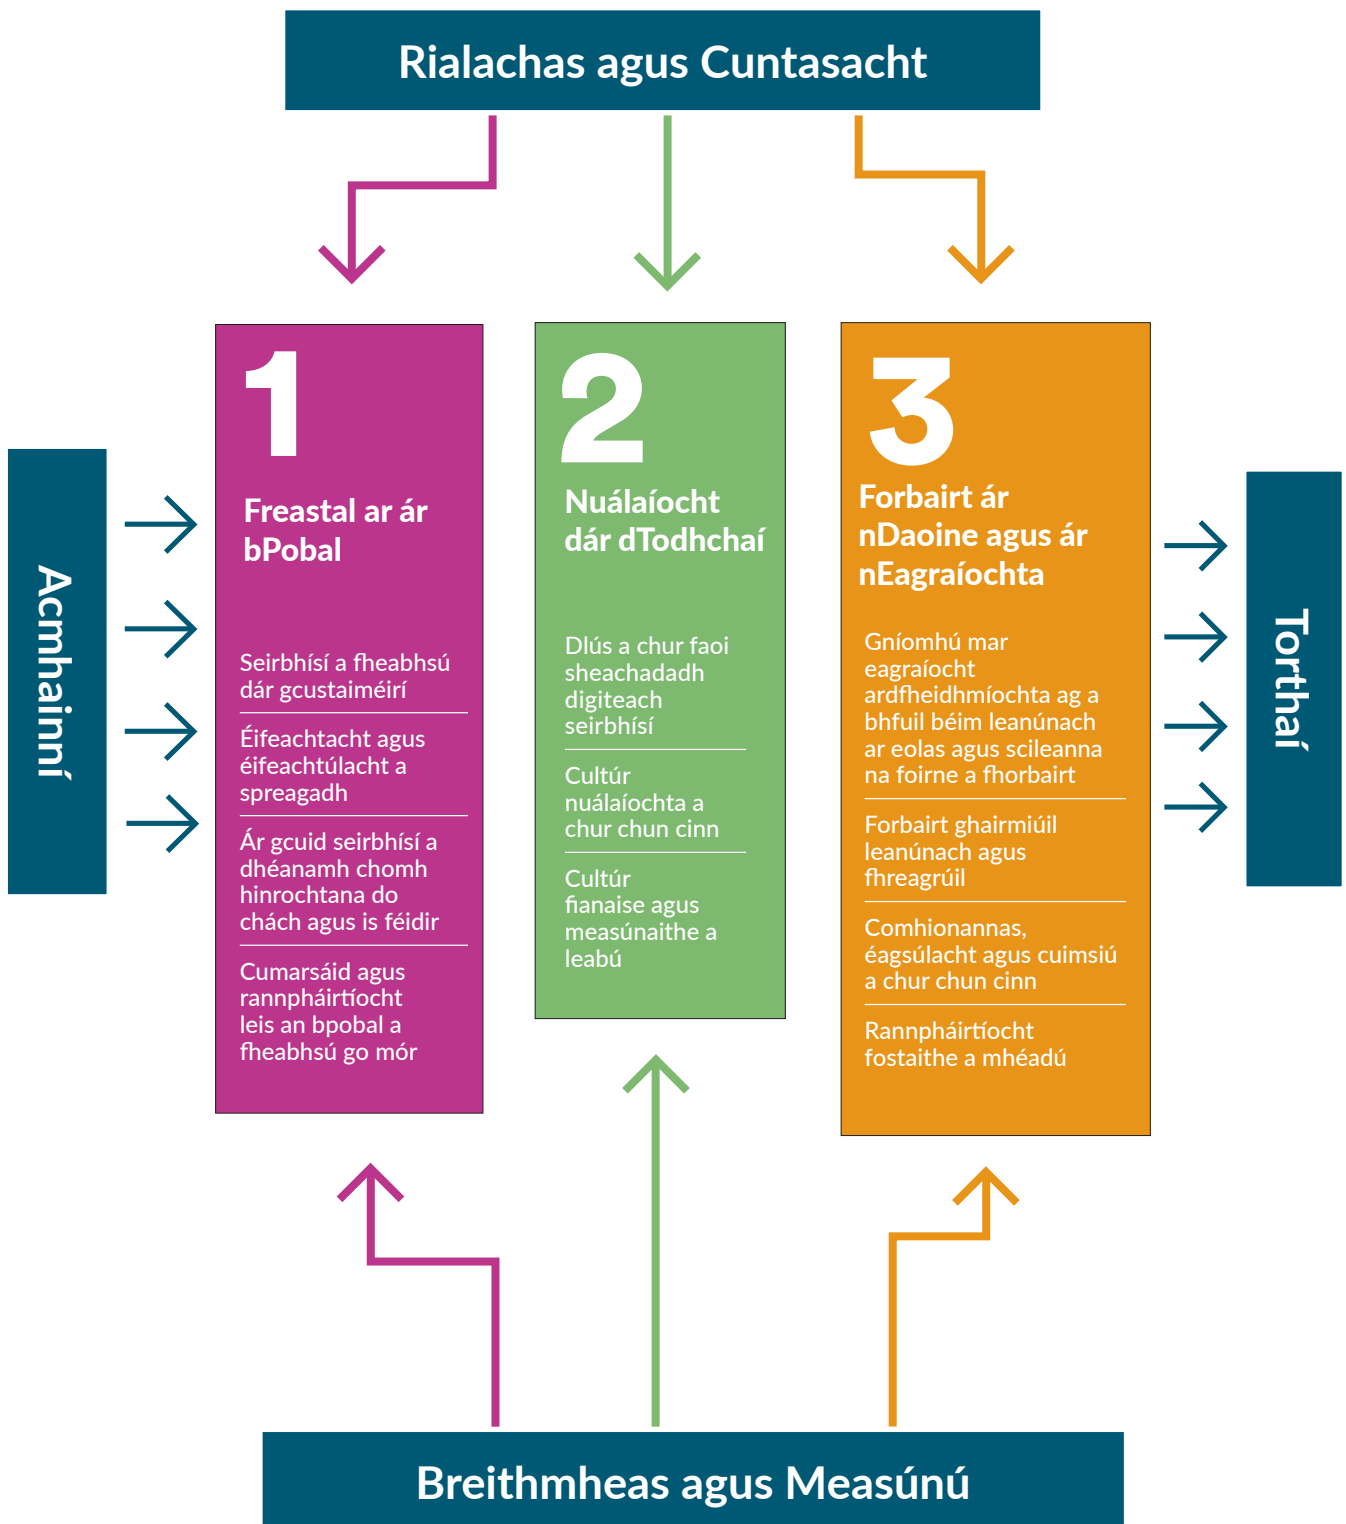 Rialachas agus Cuntasacht
Acmhainní
1
Freastal ar ár
bPobal
Seirbhísí a fheabhsú
dár gcustaiméirí
Éifeachtacht agus
éifeachtúlacht a
spreagadh
Ár gcuid seirbhísí a
dhéanamh chomh
hinrochtana do
chách agus is féidir
Cumarsáid agus
rannpháirtíocht
leis an bpobal a
fheabhsú go mór
2
Nuálaíocht
dár dTodhchaí
Dlús a chur faoi
sheachadadh
digiteach
seirbhísí
Cultúr
nuálaíochta a
chur chun cinn
Cultúr
fianaise agus
measúnaithe a
leabú
3
Forbairt ár
nDaoine agus ár
nEagraíochta
Gníomhú mar
eagraíocht
ardfheidhmíochta ag a
bhfuil béim leanúnach
ar eolas agus scileanna
na foirne a fhorbairt
Forbairt ghairmiúil
leanúnach agus
fhreagrúil
Comhionannas,
éagsúlacht agus cuimsiú
a chur chun cinn
Rannpháirtíocht
fostaithe a mhéadú
Torthaí
Breithmheas agus Measúnú